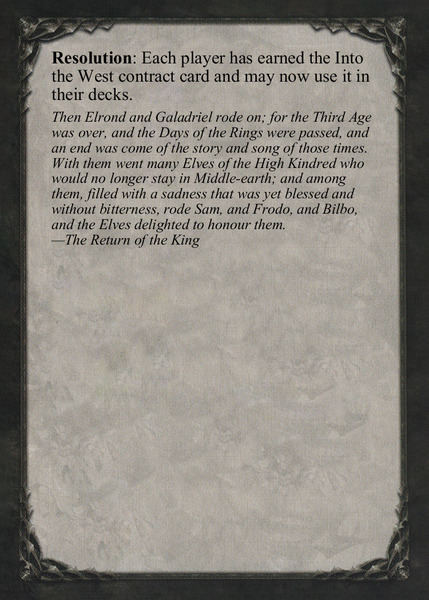 Resolution: Each player has earned the Into
the West contract card and may now use it in
their decks.
Then Elrond and Galadriel rode on; for the Third Age
was over, and the Days of the Rings were passed, and
an end was come of the story and song of those times.
With them went many Elves of the High Kindred who
would no longer stay in Middle-earth; and among
them, filled with a sadness that was yet blessed and
without bitterness, rode Sam, and Frodo, and Bilbo,
and the Elves delighted to honour them.
—The Return of the King